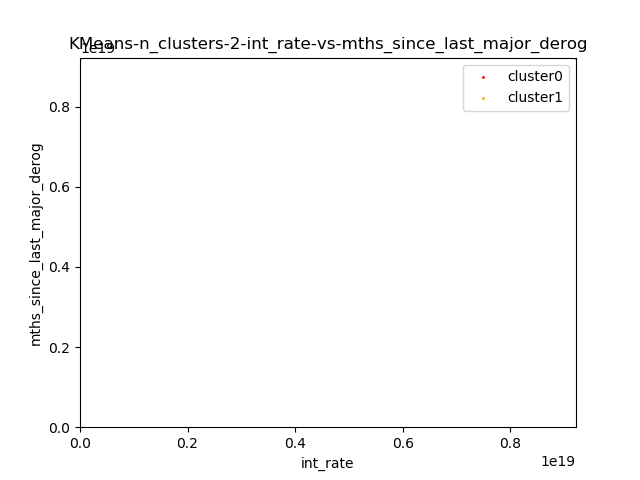 KMeans-n_clusters-2-int_rate-vs-mths_since_last_major_derog
1e19
cluster0
cluster1
0.8
0.6
0.4
0.2
0.0
mths_since_last_major_derog
0.0 0.2 0.4 0.6 0.8
1e19
int_rate